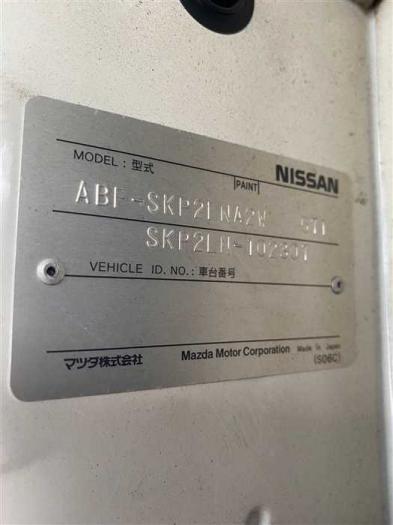 NISSAN
MODEL : 型式 PAINT
ABF-SKP2LNA2W
SKP2LN-102307
VEHICLE ID. NO. : 車台番号
マツダ株式会社 Mazda Motor Corporation Made in Japan
(S06C)